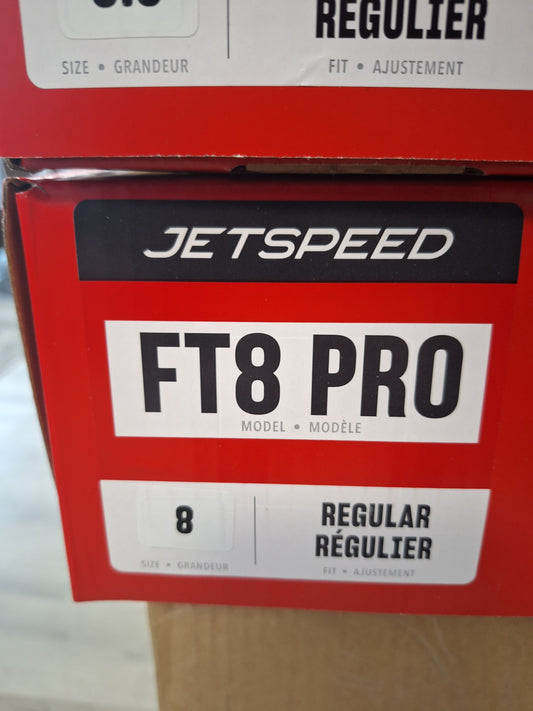 RÉGULIER
SIZE • GRANDEUR
FIT • AJUSTEMENT
JETSPEED
FT8 PRO
MODEL • MODÈLE
8
REGULAR
RÉGULIER
SIZE • GRANDEUR
FIT • AJUSTEMENT